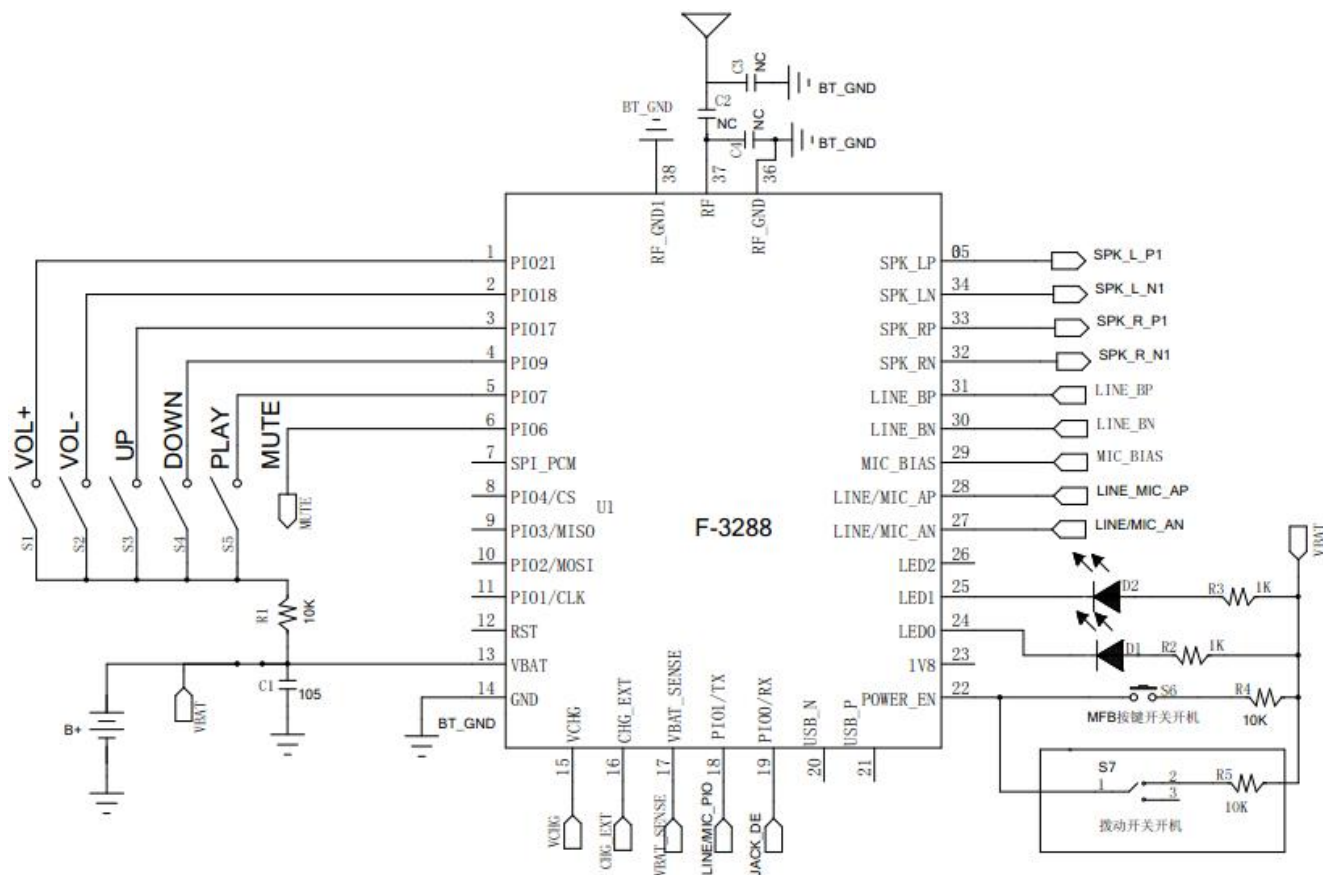 C3
NC
BT_GND
BT_GND
C2
NC
NC
C4
BT_GND
38
37
36
RF_GND1
RF
RF_GND
1
PIO21
2
PIO18
3
PIO17
4
PIO9
5
PIO7
6
PIO6
7
SPI_PCM
8
PIO4/CS
9
PIO3/MISO
10
PIO2/MOSI
11
PIO1/CLK
12
RST
13
VBAT
14
GND
BT_GND
U1
F-3288
VOL+
VOL-
UP
DOWN
PLAY
MUTE
MUTE
S1
S2
S3
S4
S5
R1
10K
C1
105
B+
VBAT
SPK_LP
35
SPK_L_P1
SPK_LN
34
SPK_L_N1
SPK_RP
33
SPK_R_P1
SPK_RN
32
SPK_R_N1
LINE_BP
31
LINE_BP
LINE_BN
30
LINE_BN
MIC_BIAS
29
MIC_BIAS
LINE/MIC_AP
28
LINE_MIC_AP
LINE/MIC_AN
27
LINE/MIC_AN
LED2
26
LED1
25
D2
R3
1K
LED0
24
D1
R2
1K
1V8
23
POWER_EN
22
S6
R4
10K
MFB按键开关开机
VBAT
S7
1
2
3
R5
10K
拨动开关开机
VCHG
CHG_EXT
VBAT_SENSE
PIO1/TX
PIO0/RX
USB_N
USB_P
15
16
17
18
19
20
21
VCHG
CHG_EXT
VBAT_SENSE
LINE/MIC_PIO
JACK_DE